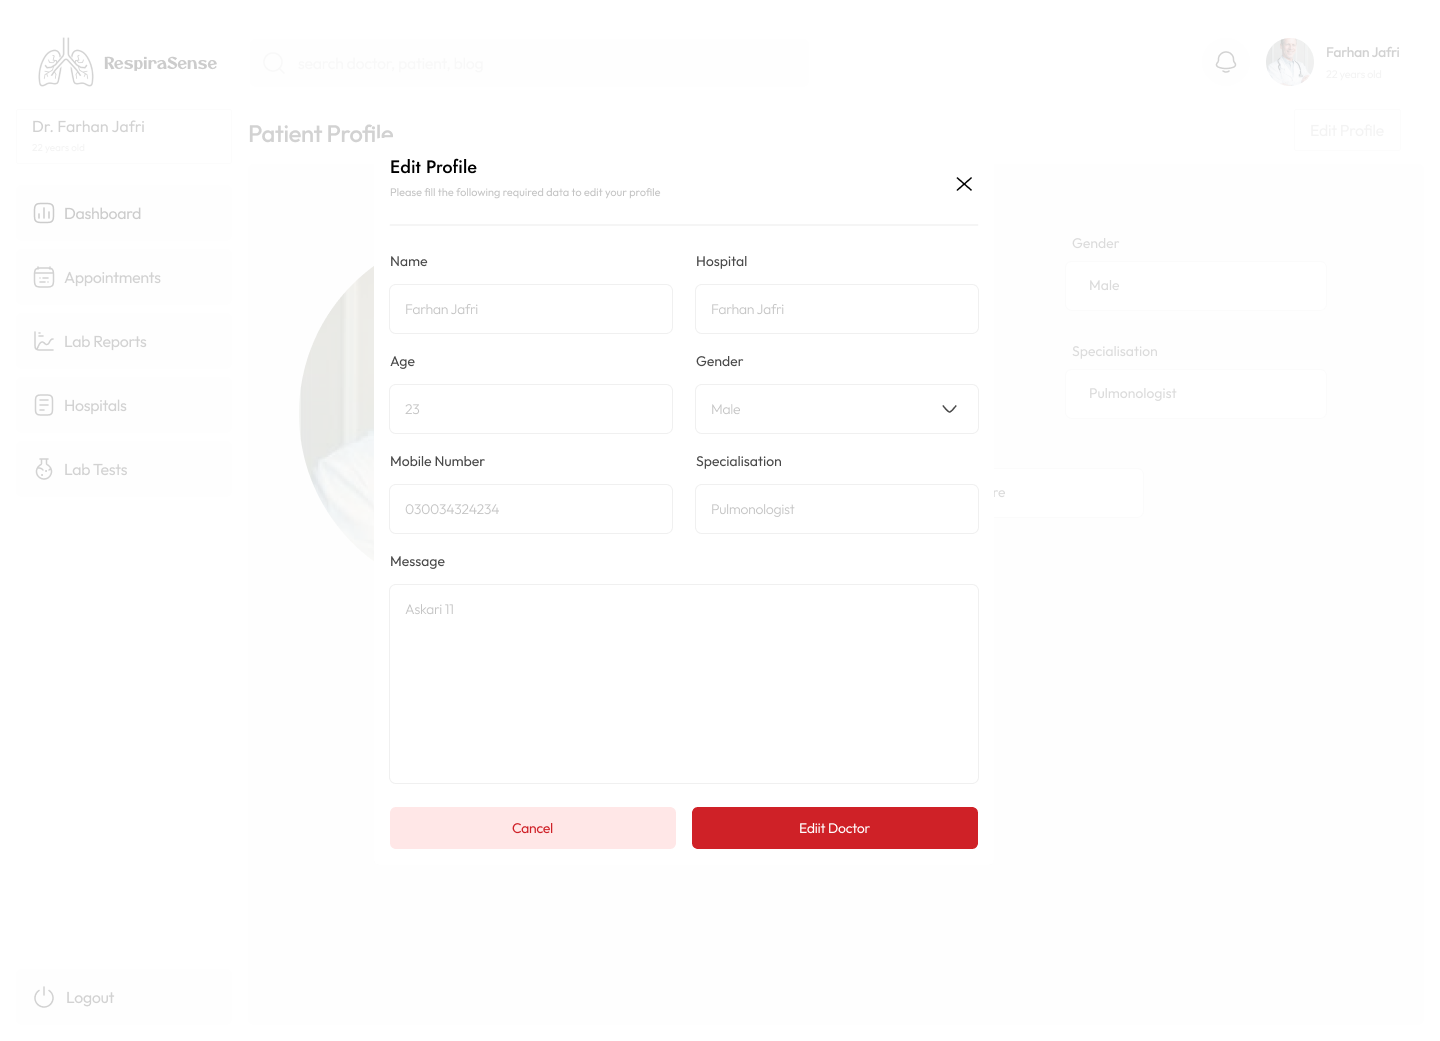 RespiraSense
search doctor, patient, blug
Farhan Jafri
22 years old
Dr. Farhan Jafri
22 years old
Patient Profile
Edit Profile
Edit Profile
Please fill the following required data to edit your profile
Dashboard
Appointments
Lab Reports
Hospitals
Lab Tests
Logout
Name
Hospital
Farhan Jafri
Farhan Jafri
Age
Gender
23
Male
Mobile Number
Specialisation
030034324234
Pulmonologist
Message
Askari 11
Cancel
Ediit Doctor
Gender
Male
Specialisation
Pulmonologist
re